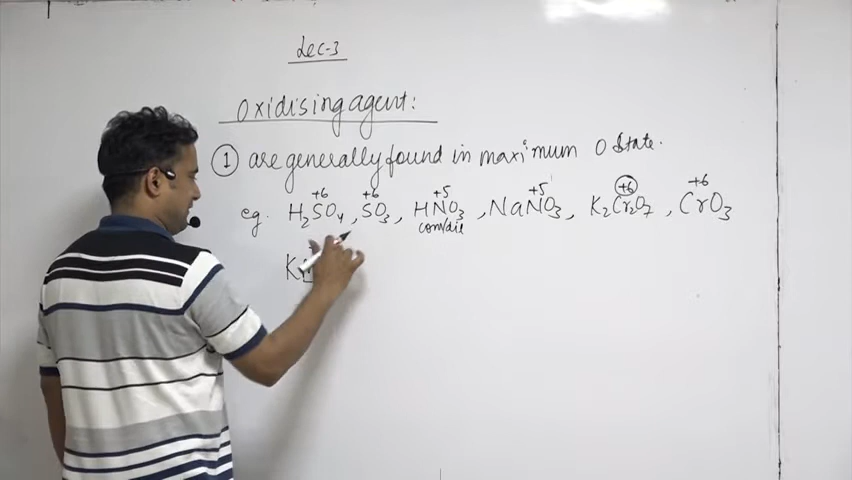 Lec-3
Oxidising agent:
① are generally found in maximum O State.
+6 +6 +5 +5 +6 +6
eg. H₂SO₄, SO₃, HNO₃, NaNO₃, K₂Cr₂O₇, CrO₃
conc/dil
K